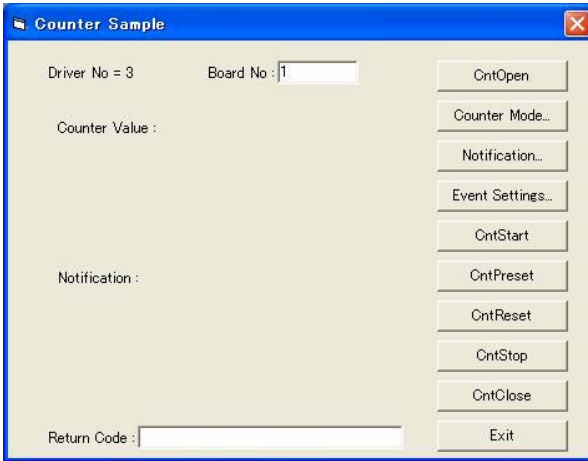 Counter Sample
Driver No = 3
Board No : 1
CntOpen
Counter Value :
Counter Mode...
Notification...
Event Settings...
CntStart
Notification :
CntPreset
CntReset
CntStop
CntClose
Return Code :
Exit